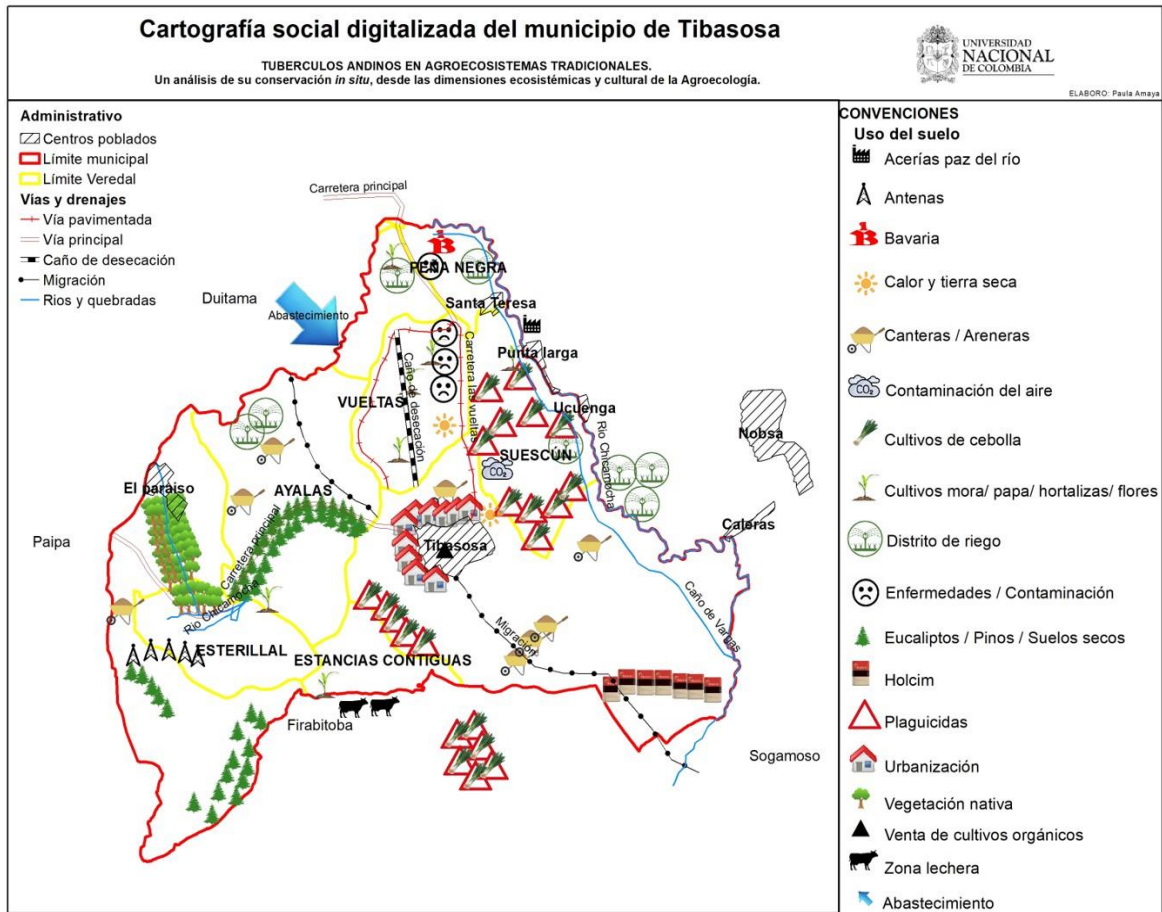 Cartografía social digitalizada del municipio de Tibasosa
TUBERCULOS ANDINOS EN AGROECOSISTEMAS TRADICIONALES.
Un análisis de su conservación in situ, desde las dimensiones ecosistémicas y cultural de la Agroecología.
UNIVERSIDAD
NACIONAL
DE COLOMBIA
ELABORO: Paula Amaya
Administrativo
Centros poblados
Límite municipal
Límite Veredal
Vías y drenajes
Vía pavimentada
Vía principal
Caño de desecación
Migración
Rios y quebradas
Carretera principal
Duitama
Abastecimiento
PEÑA NEGRA
Santa Teresa
Punta larga
Carretera las vueltas
Caño de desecación
VUELTAS
Ucuenga
Rio Chicamocha
Nobsa
SUESCÚN
CO2
El paraiso
AYALAS
Carretera principal
Paipa
Tibasosa
Caleras
Rio Chicamocha
Caño de Vargas
Migración
ESTERILLAL
ESTANCIAS CONTIGUAS
Firabitoba
Sogamoso
CONVENCIONES
Uso del suelo
Acerías paz del río
Antenas
B
Bavaria
Calor y tierra seca
Canteras / Areneras
CO2
Contaminación del aire
Cultivos de cebolla
Cultivos mora/ papa/ hortalizas/ flores
Distrito de riego
Enfermedades / Contaminación
Eucaliptos / Pinos / Suelos secos
Holcim
Plaguicidas
Urbanización
Vegetación nativa
Venta de cultivos orgánicos
Zona lechera
Abastecimiento